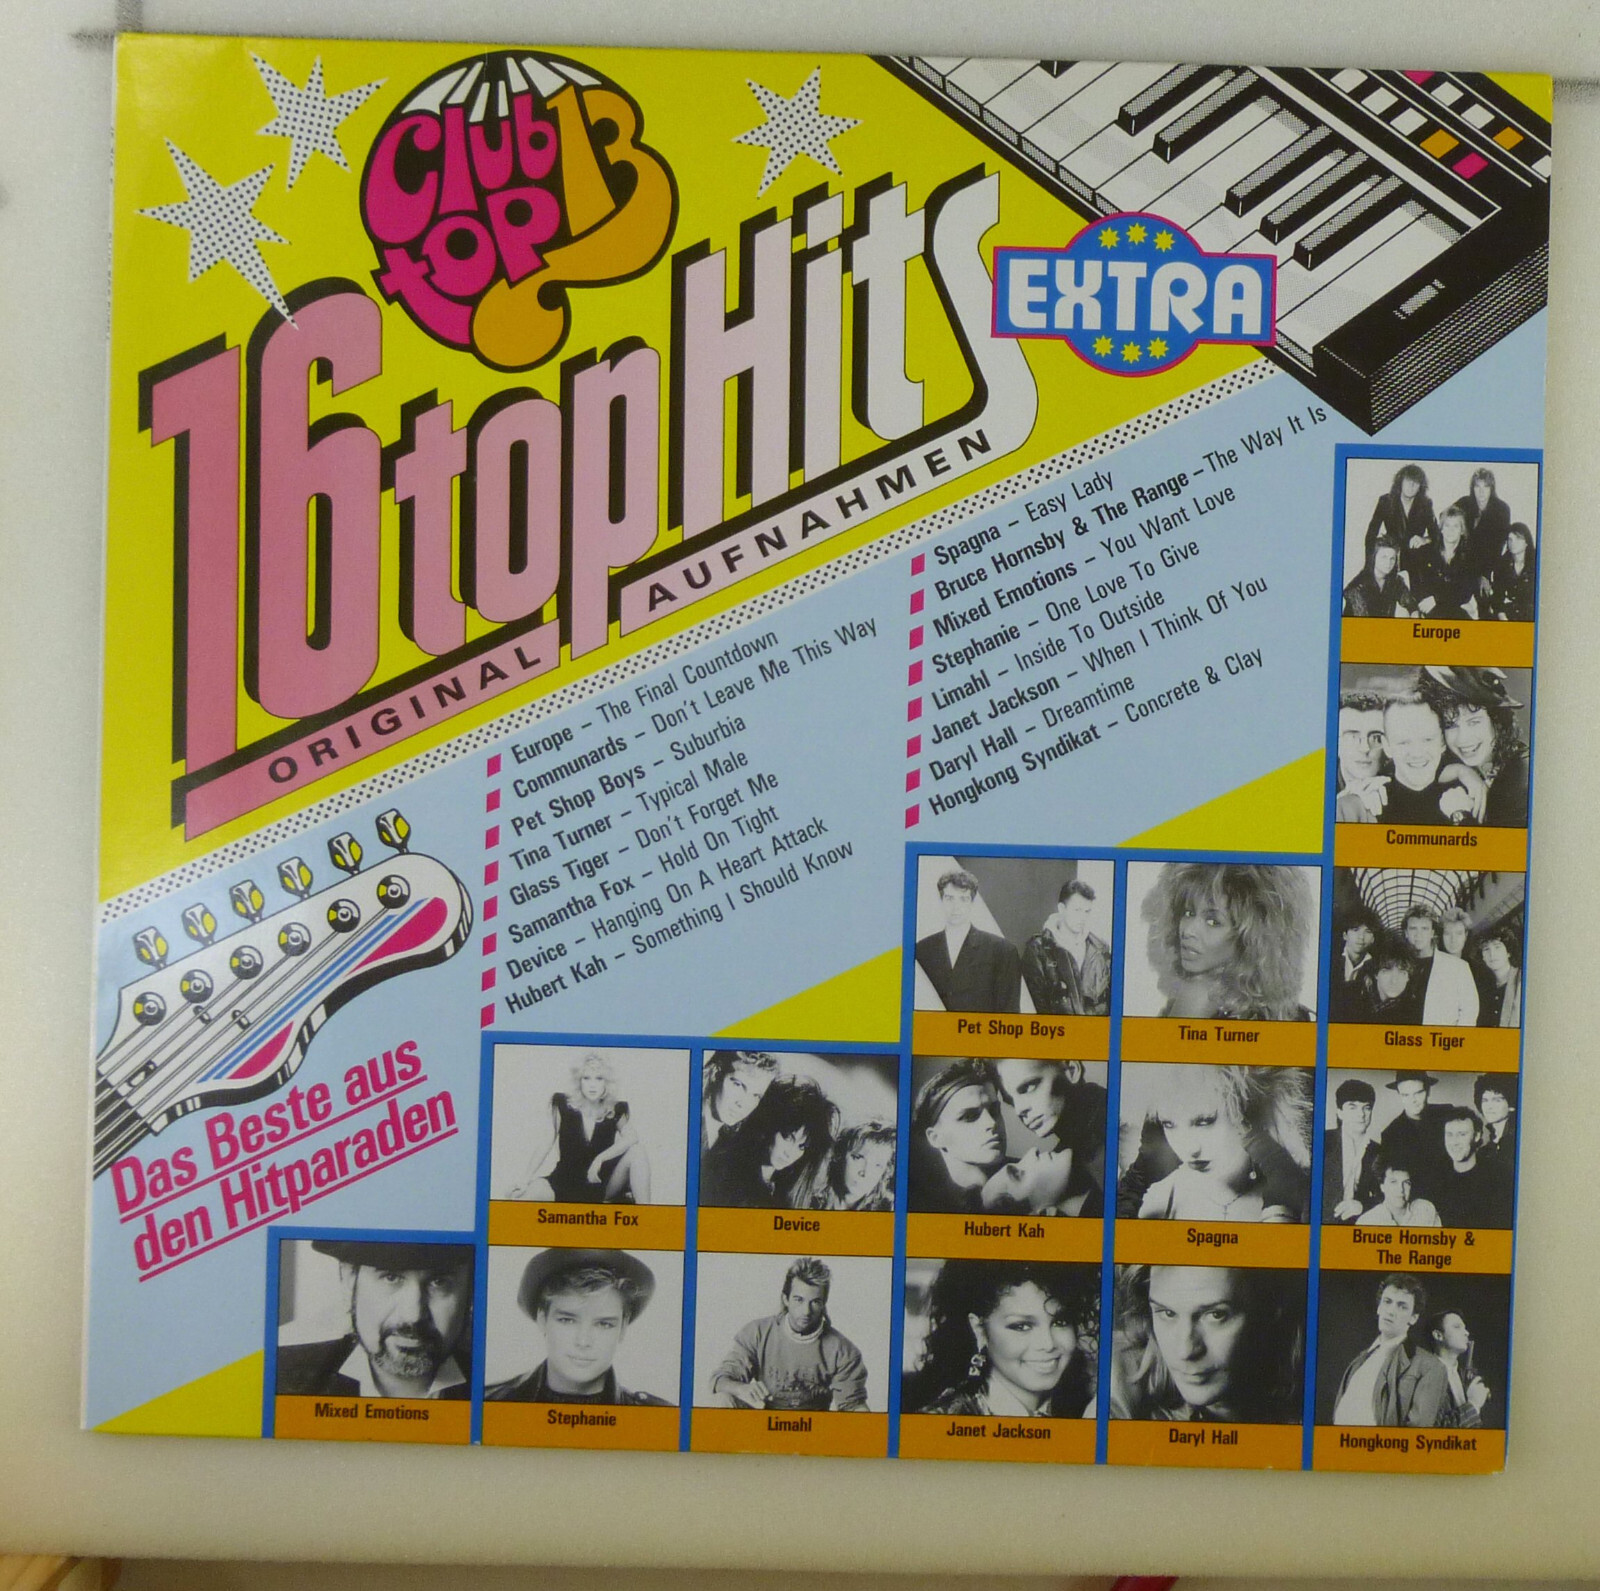 Club
top 13
16 top Hits
EXTRA
ORIGINAL AUFNAHMEN
Europe – The Final Countdown
Communards – Don't Leave Me This Way
Pet Shop Boys – Suburbia
Tina Turner – Typical Male
Glass Tiger – Don't Forget Me
Samantha Fox – Hold On Tight
Device – Hanging On A Heart Attack
Hubert Kah – Something I Should Know
Spagna – Easy Lady
Bruce Hornsby & The Range – The Way It Is
Mixed Emotions – You Want Love
Stephanie – One Love To Give
Limahl – Inside To Outside
Janet Jackson – When I Think Of You
Daryl Hall – Dreamtime
Hongkong Syndikat – Concrete & Clay
Das Beste aus
den Hitparaden
Europe
Communards
Pet Shop Boys
Tina Turner
Glass Tiger
Samantha Fox
Device
Hubert Kah
Spagna
Bruce Hornsby &
The Range
Mixed Emotions
Stephanie
Limahl
Janet Jackson
Daryl Hall
Hongkong Syndikat